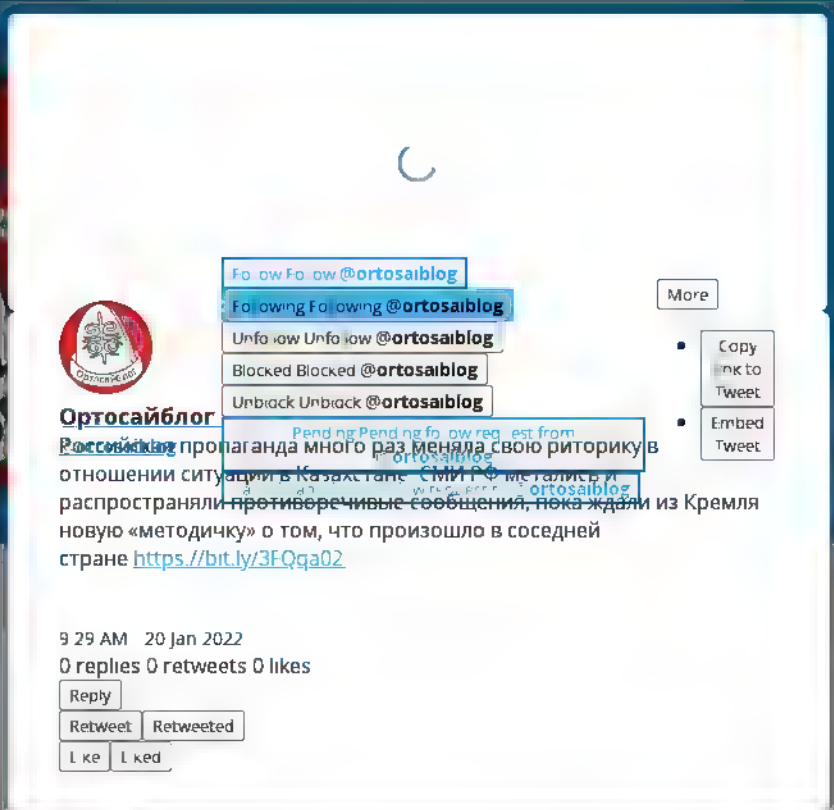 Follow Follow @ortosaiblog
Following Following @ortosaiblog
Unfollow Unfollow @ortosaiblog
Blocked Blocked @ortosaiblog
Unblock Unblock @ortosaiblog
Pending Pending follow request from
@ortosaiblog
ortosaiblog
More
Copy
link to
Tweet
Embed
Tweet
Ортосайблог
Ортосайблог
Российская пропаганда много раз меняла свою риторику в
отношении ситуации в Казахстане СМИ РФ метались и
распространяли противоречивые сообщения, пока ждали из Кремля
новую «методичку» о том, что произошло в соседней
стране https://bit.ly/3FQqa02
9 29 AM 20 Jan 2022
0 replies 0 retweets 0 likes
Reply
Retweet Retweeted
Like Liked